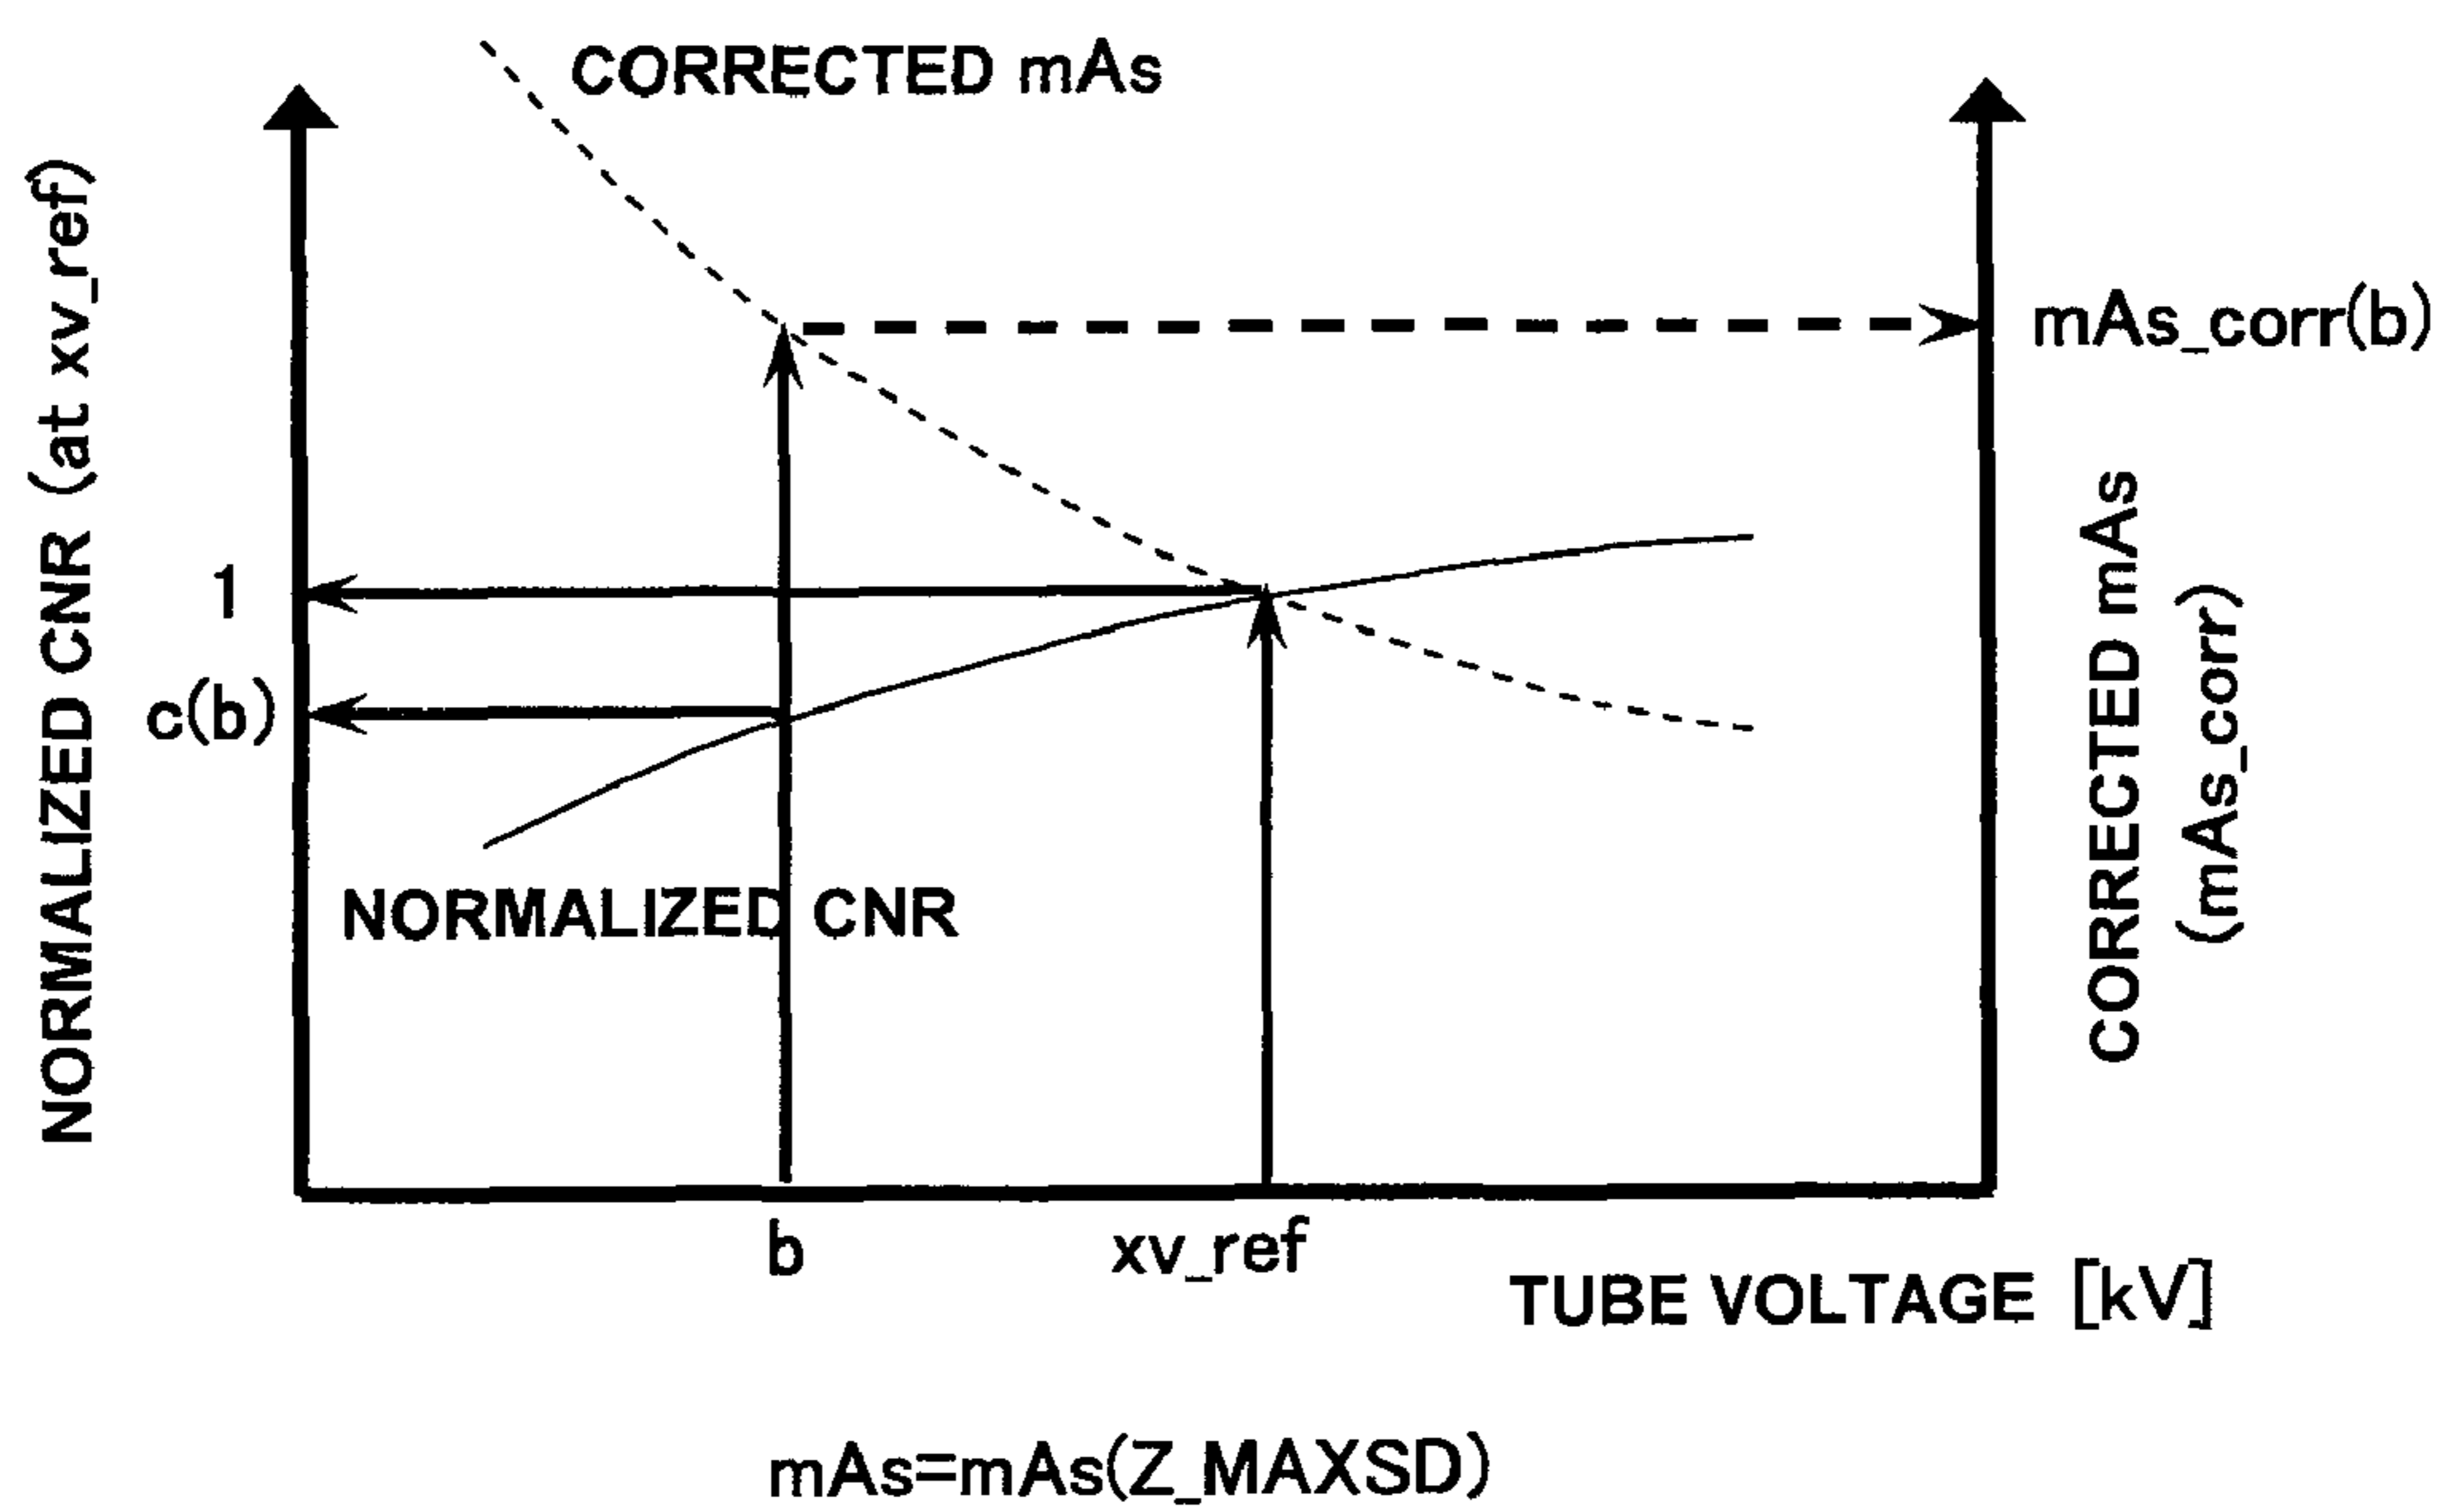 CORRECTED mAs
NORMALIZED CNR (at xv_ref)
mAs_corr(b)
1
c(b)
CORRECTED mAs
(mAs_corr)
NORMALIZED CNR
b
xv_ref
TUBE VOLTAGE [kV]
mAs=mAs(Z_MAXSD)